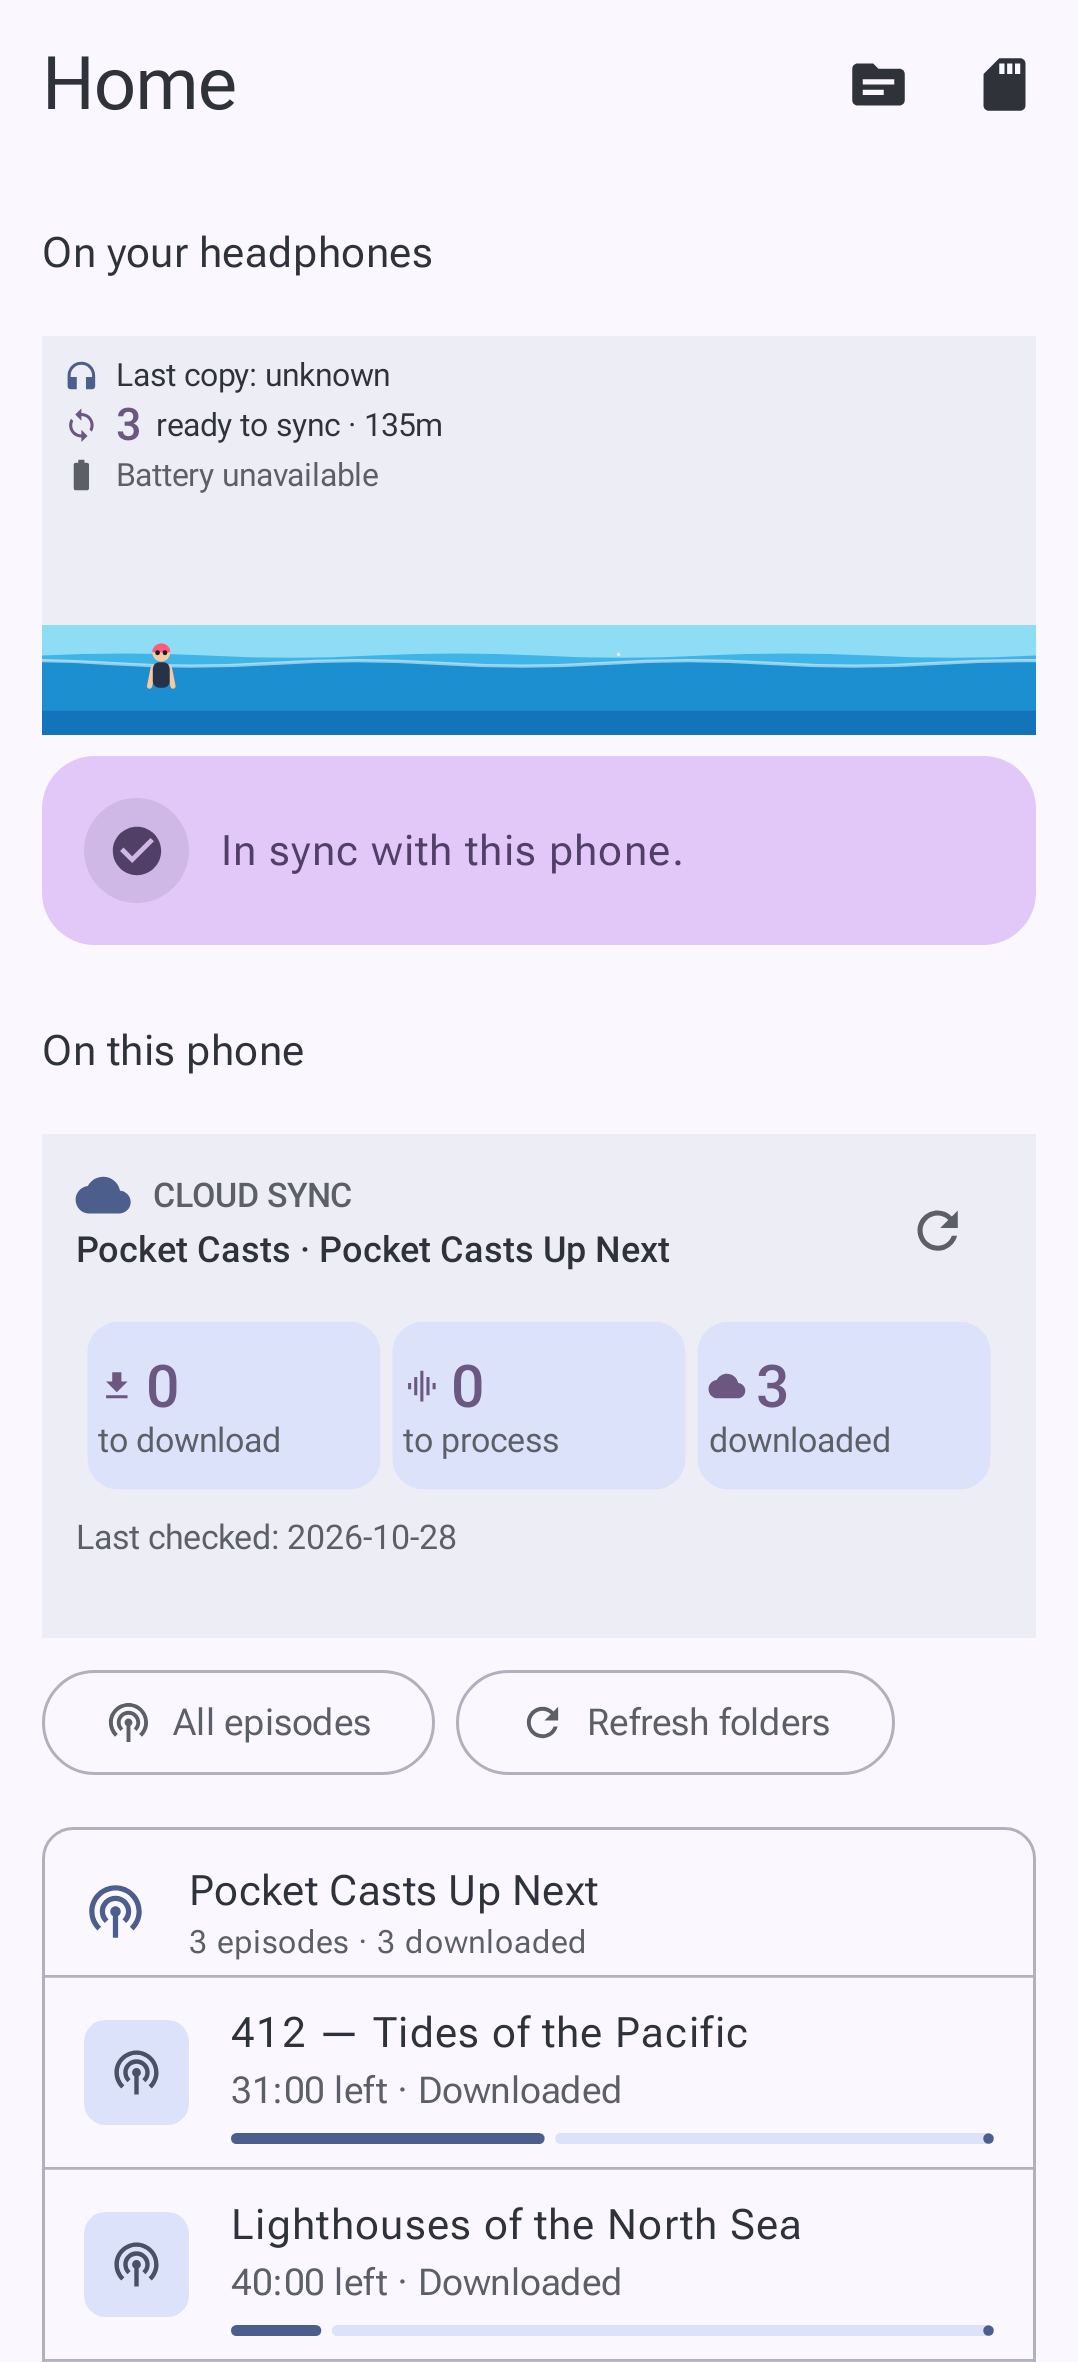 Home
On your headphones
Last copy: unknown
3 ready to sync · 135m
Battery unavailable
In sync with this phone.
On this phone
CLOUD SYNC
Pocket Casts · Pocket Casts Up Next
0 0 3
to download to process downloaded
Last checked: 2026-10-28
All episodes Refresh folders
Pocket Casts Up Next
3 episodes · 3 downloaded
412 — Tides of the Pacific
31:00 left · Downloaded
Lighthouses of the North Sea
40:00 left · Downloaded